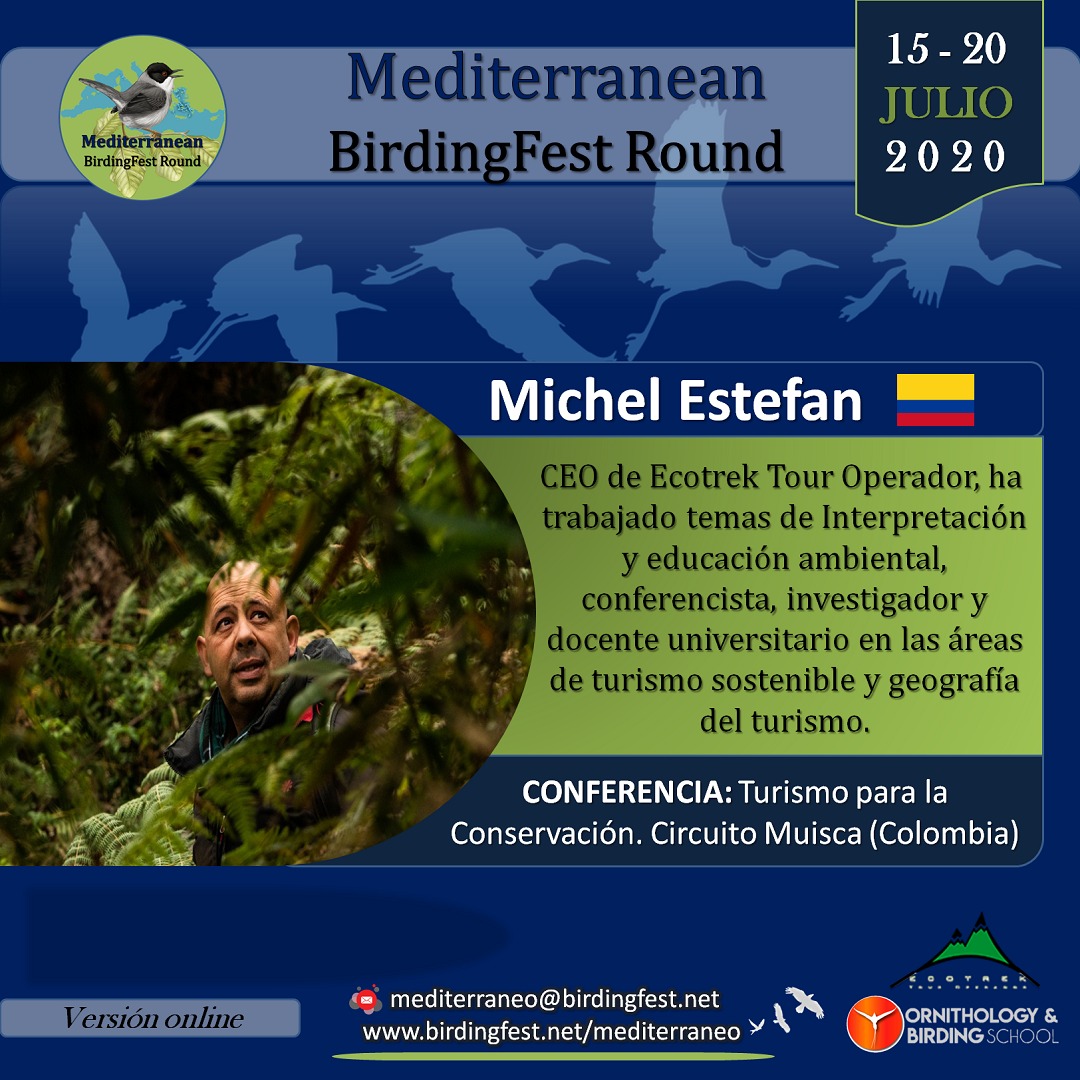 Mediterranean
BirdingFest Round
15 - 20
JULIO
2020
Mediterranean
BirdingFest Round
Michel Estefan
CEO de Ecotrek Tour Operador, ha
trabajado temas de Interpretación
y educación ambiental,
conferencista, investigador y
docente universitario en las áreas
de turismo sostenible y geografía
del turismo.
CONFERENCIA: Turismo para la
Conservación. Circuito Muisca (Colombia)
ECOTREK
Versión online
mediterraneo@birdingfest.net
www.birdingfest.net/mediterraneo
ORNITHOLOGY &
BIRDING SCHOOL